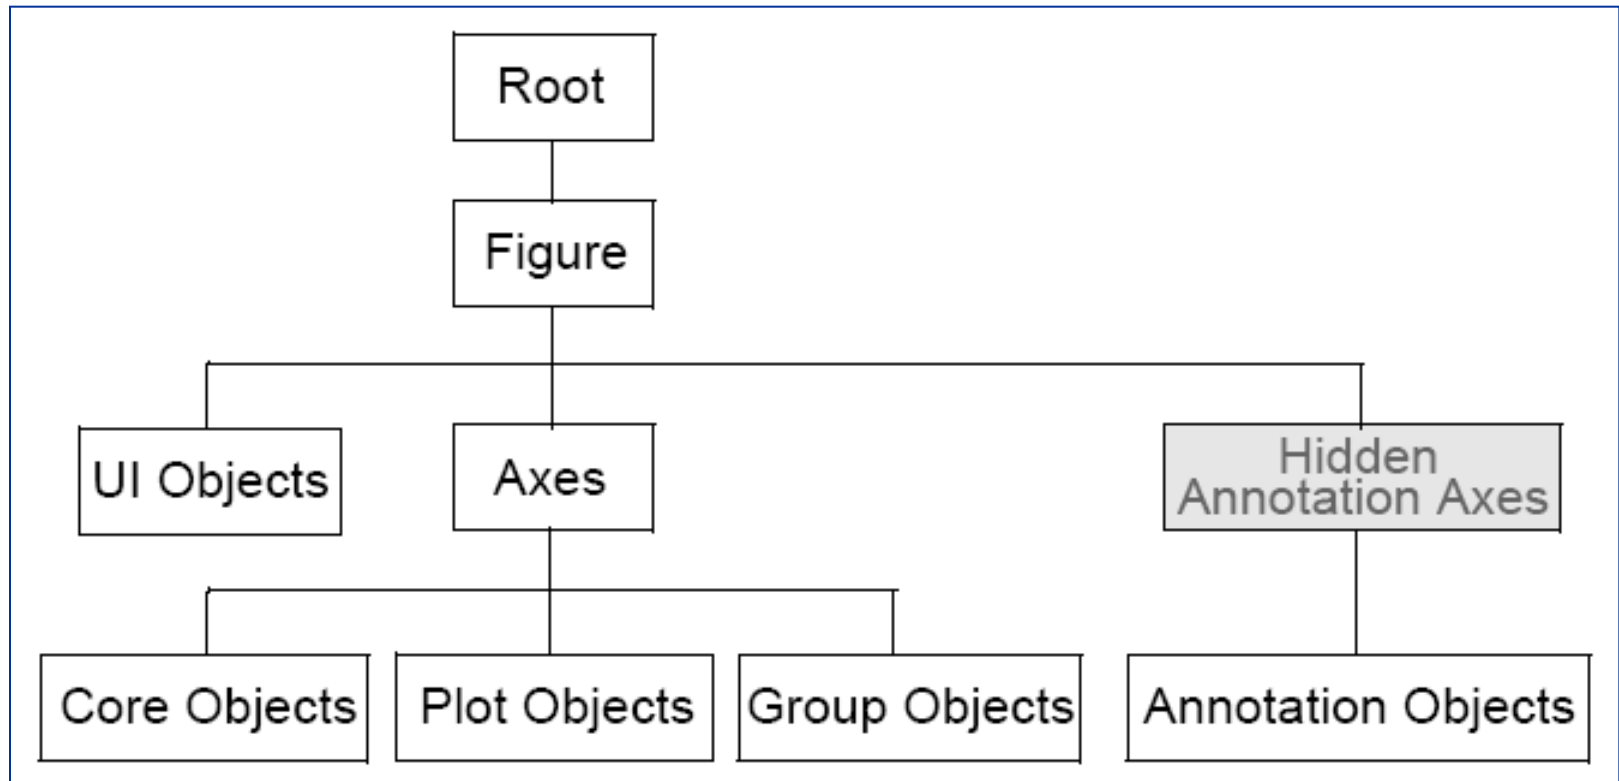 Root
Figure
UI Objects
Axes
Hidden
Annotation Axes
Core Objects
Plot Objects
Group Objects
Annotation Objects